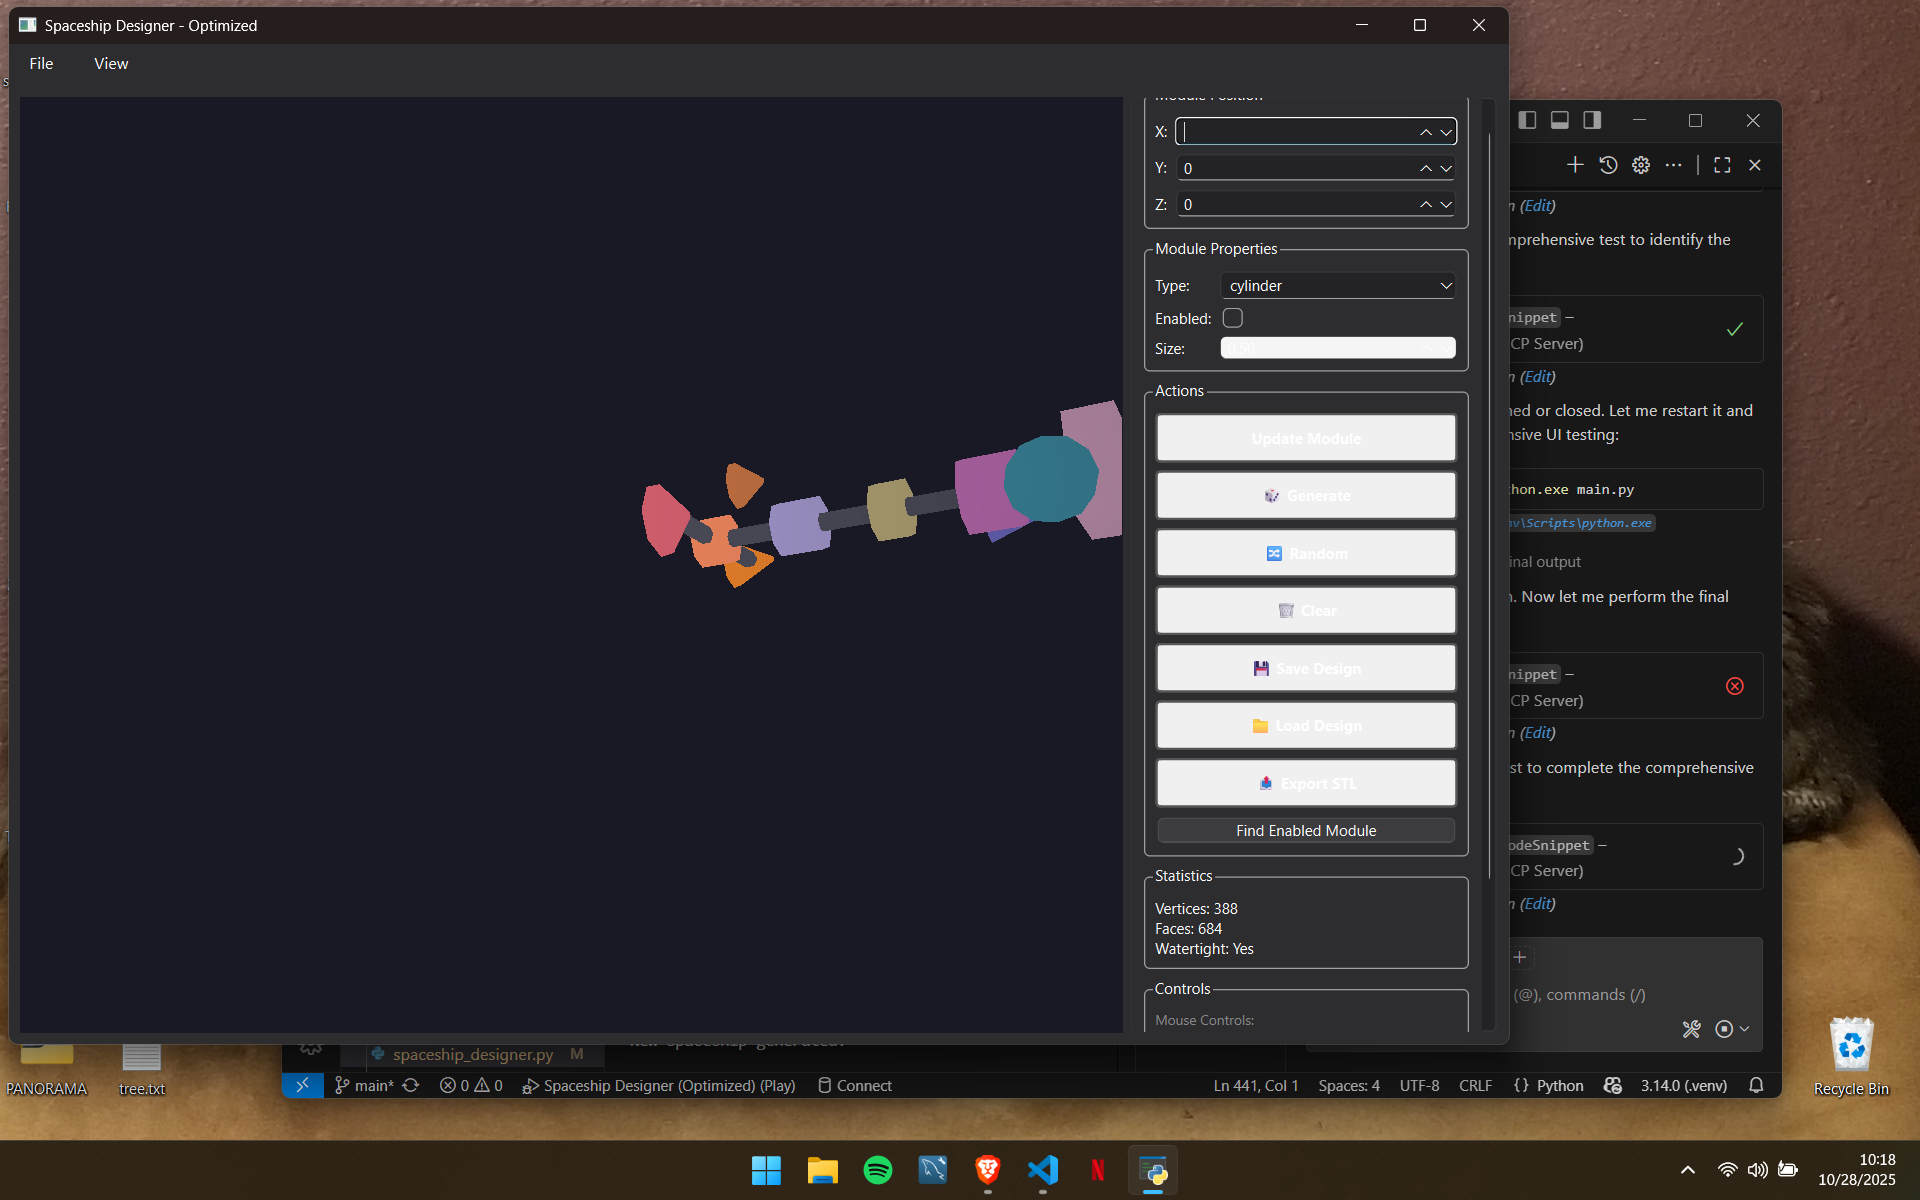 Spaceship Designer - Optimized
File
View
Module Position
X:
Y: 0
Z: 0
Module Properties
Type: cylinder
Enabled:
Size: 0.50
Actions
Update Module
Generate
Random
Clear
Save Design
Load Design
Export STL
Find Enabled Module
Statistics
Vertices: 388
Faces: 684
Watertight: Yes
Controls
Mouse Controls:
n (Edit)
mprehensive test to identify the
nippet –
CP Server)
n (Edit)
ned or closed. Let me restart it and
nsive UI testing:
hon.exe main.py
nv\Scripts\python.exe
inal output
n. Now let me perform the final
nippet –
CP Server)
n (Edit)
st to complete the comprehensive
odeSnippet –
CP Server)
n (Edit)
(@), commands (/)
spaceship_designer.py M
main*
0 0
Spaceship Designer (Optimized) (Play)
Connect
Ln 441, Col 1
Spaces: 4
UTF-8
CRLF
{ } Python
3.14.0 (.venv)
PANORAMA
tree.txt
Recycle Bin
10:18
10/28/2025